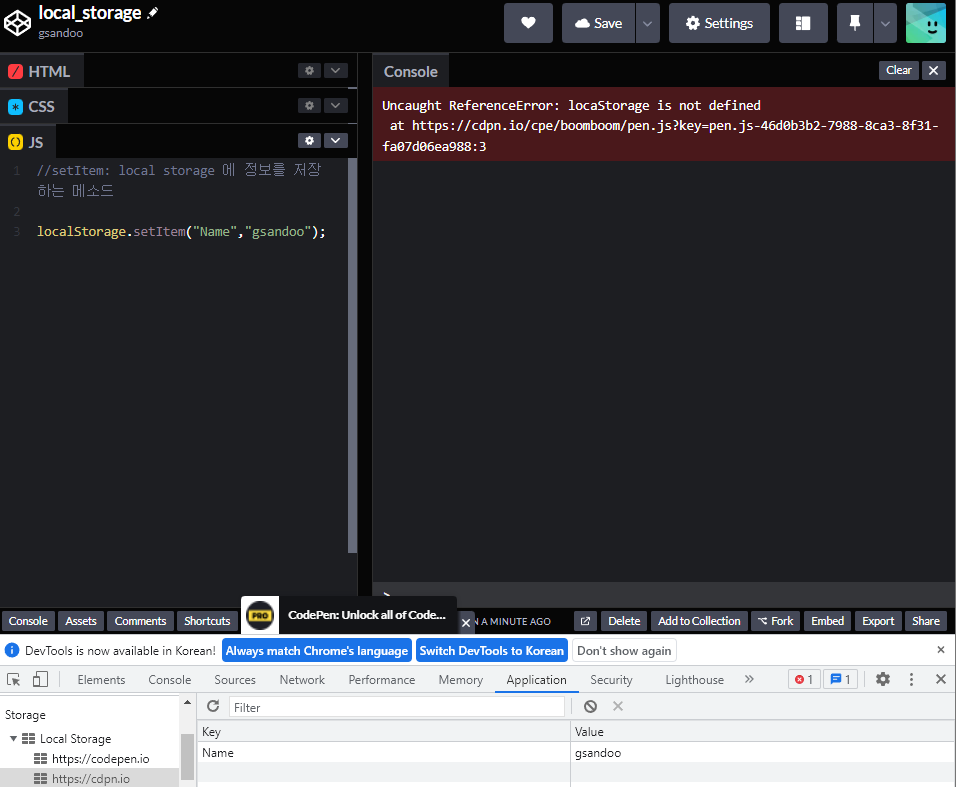 local_storage
gsandoo
Save
Settings
HTML
CSS
JS
1 //setItem: local storage 에 정보를 저장
하는 메소드
2
3 localStorage.setItem("Name","gsandoo");
Console
Clear
Uncaught ReferenceError: locaStorage is not defined
at https://cdpn.io/cpe/boomboom/pen.js?key=pen.js-46d0b3b2-7988-8ca3-8f31-
fa07d06ea988:3
>
Console Assets Comments Shortcuts
PRO CodePen: Unlock all of Code...
N A MINUTE AGO
Delete Add to Collection Fork Embed Export Share
DevTools is now available in Korean! Always match Chrome's language Switch DevTools to Korean Don't show again
Elements Console Sources Network Performance Memory Application Security Lighthouse » 1 1
Storage
Local Storage
https://codepen.io
https://cdpn.io
Filter
Key Value
Name gsandoo